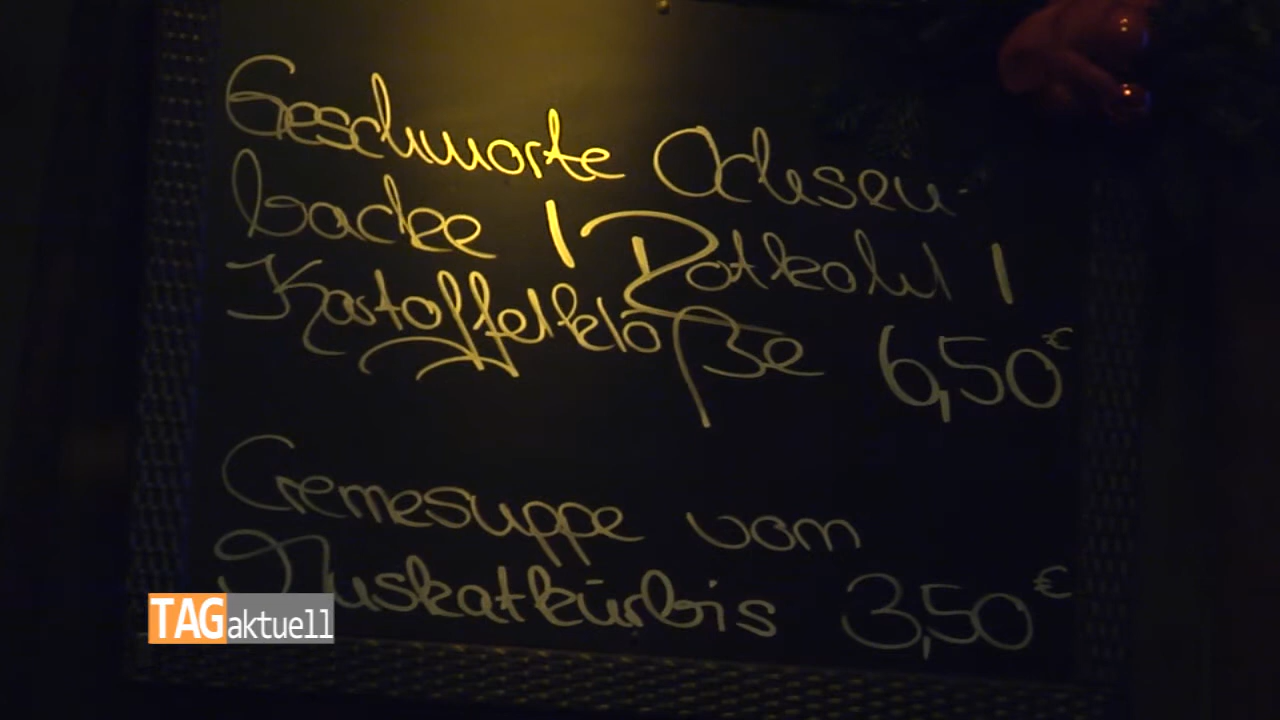 Geschmorte Ochsen-
backe | Rotkohl |
Kartoffelklöße 6,50€
Cremesuppe vom
Muskatkürbis 3,50€
TAGaktuell